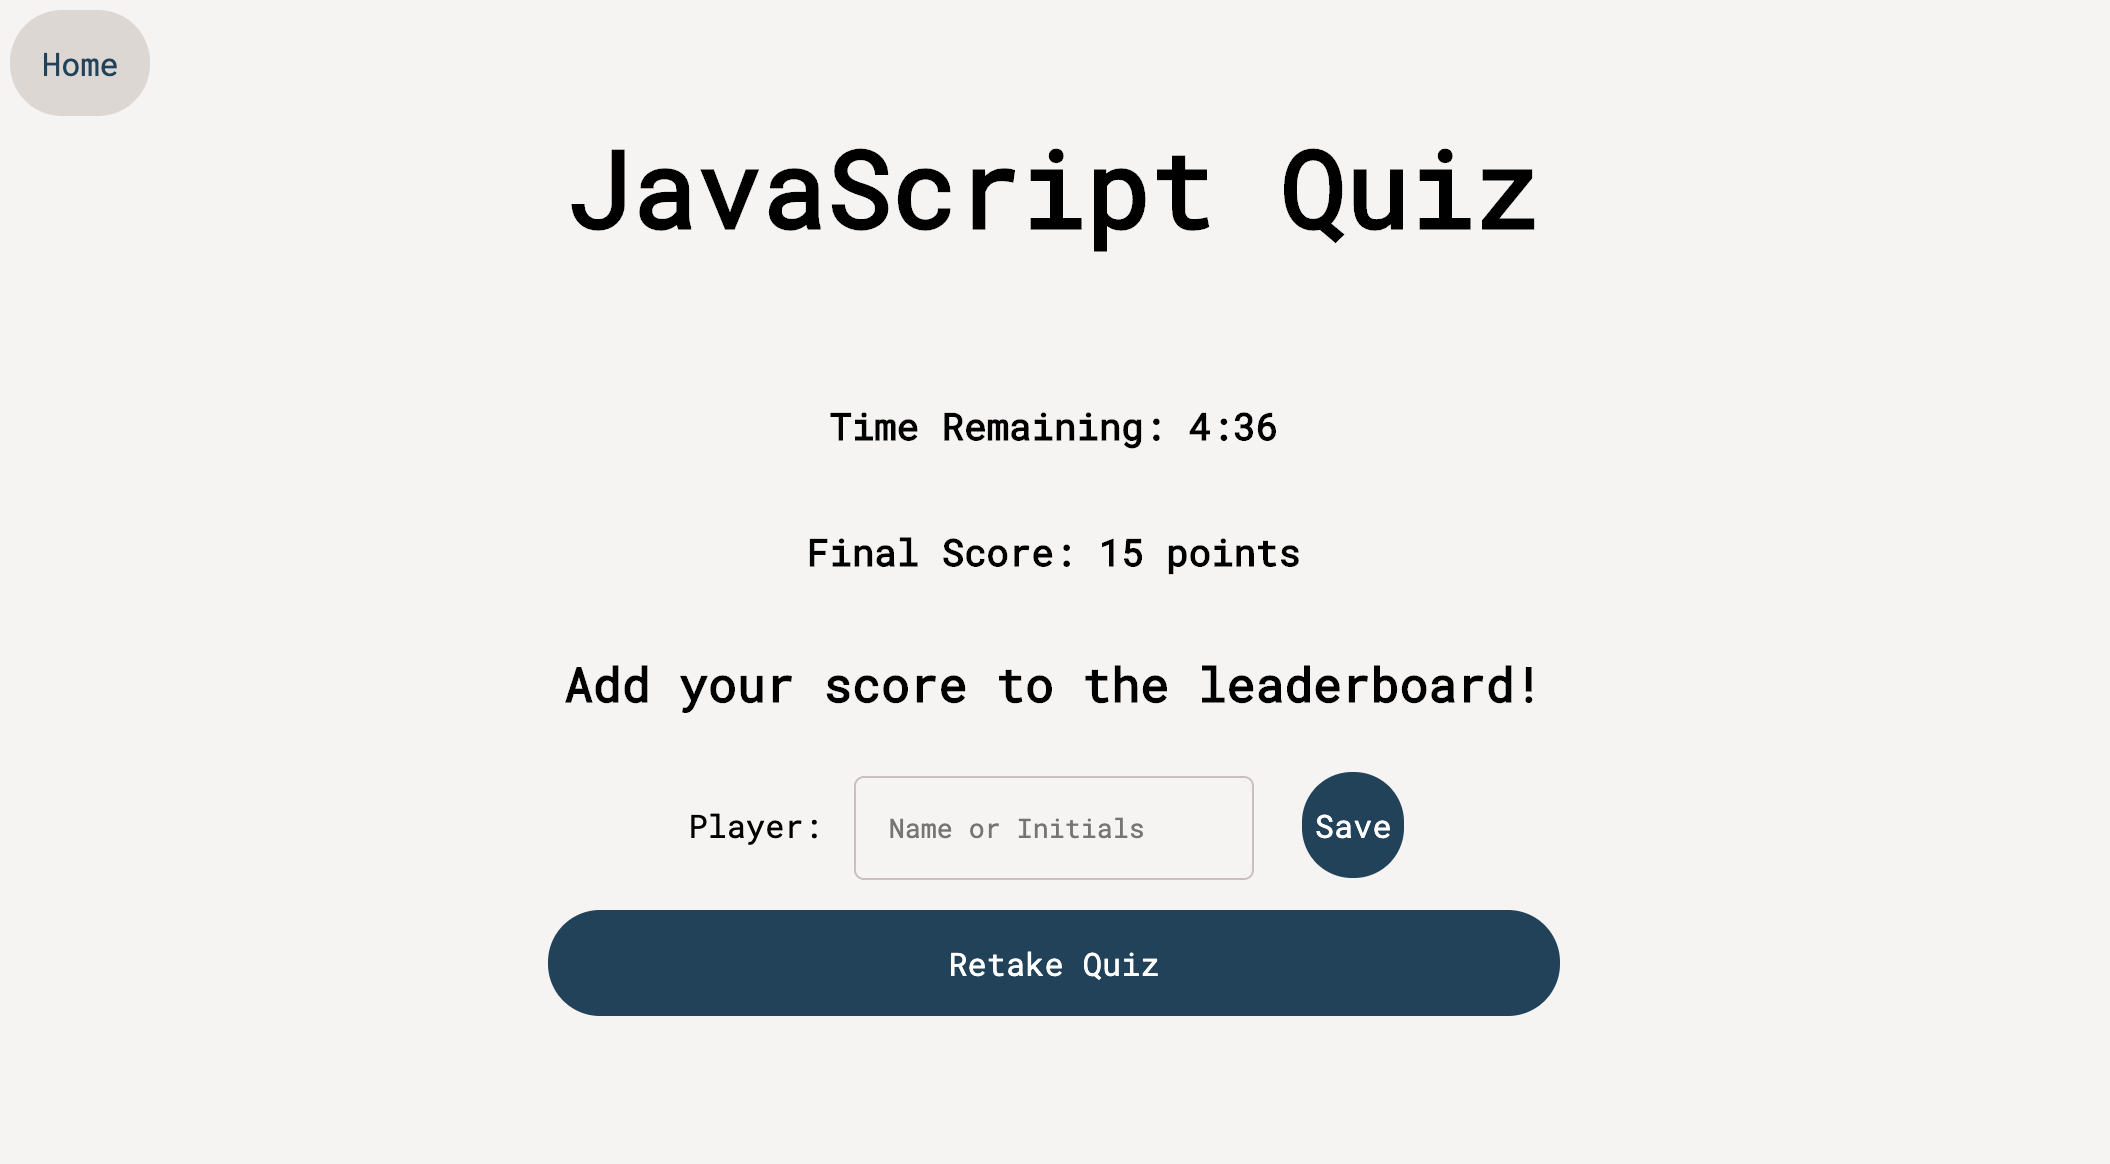 Home
JavaScript Quiz
Time Remaining: 4:36
Final Score: 15 points
Add your score to the leaderboard!
Player: Name or Initials Save
Retake Quiz